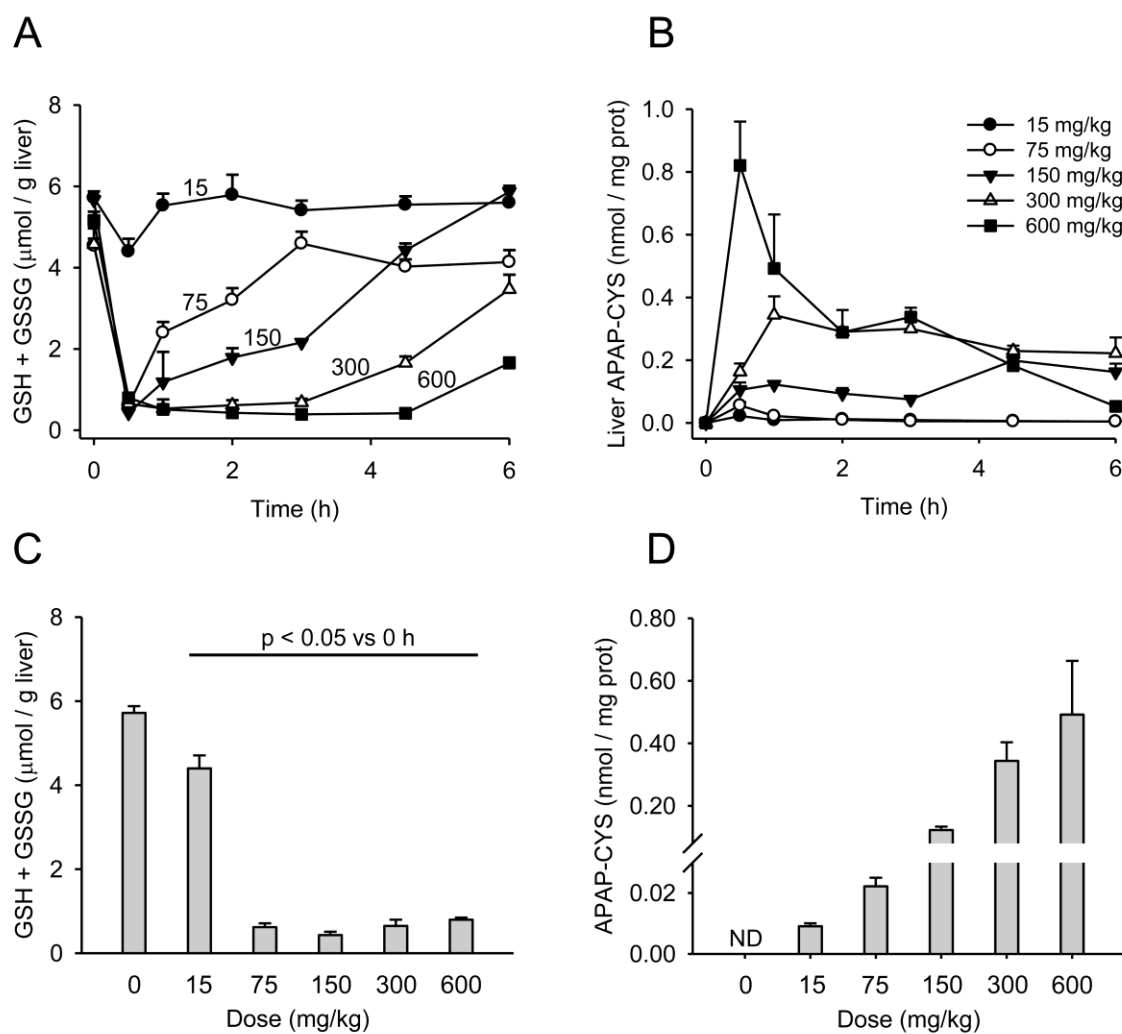 A
GSH + GSSG (μmol / g liver)
8
6
4
2
0
15
75
150
300
600
0 2 4 6
Time (h)
B
Liver APAP-CYS (nmol / mg prot)
1.0
0.8
0.6
0.4
0.2
0.0
15 mg/kg
75 mg/kg
150 mg/kg
300 mg/kg
600 mg/kg
0 2 4 6
Time (h)
C
GSH + GSSG (μmol / g liver)
8
6
4
2
0
p < 0.05 vs 0 h
0 15 75 150 300 600
Dose (mg/kg)
D
APAP-CYS (nmol / mg prot)
0.80
0.60
0.40
0.20
0.02
0.00
ND
0 15 75 150 300 600
Dose (mg/kg)